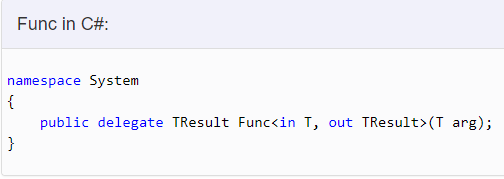 Func in C#:
namespace System
{
    public delegate TResult Func<in T, out TResult>(T arg);
}